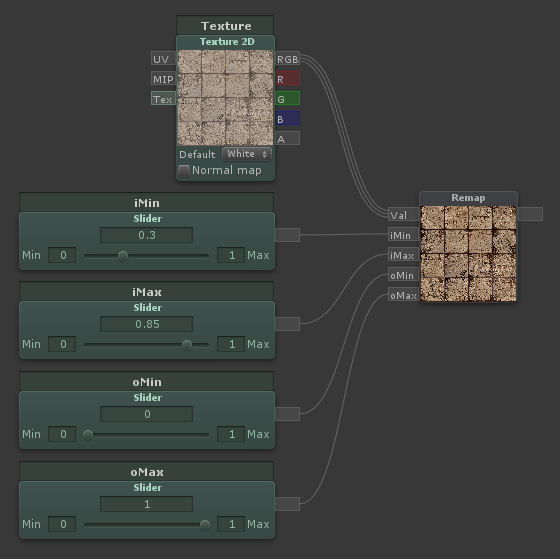 Texture
Texture 2D
UV RGB
MIP R
Tex G
B
A
Default White
Normal map
iMin
Slider
0.3
Min 0 1 Max
iMax
Slider
0.85
Min 0 1 Max
oMin
Slider
0
Min 0 1 Max
oMax
Slider
1
Min 0 1 Max
Remap
Val
iMin
iMax
oMin
oMax